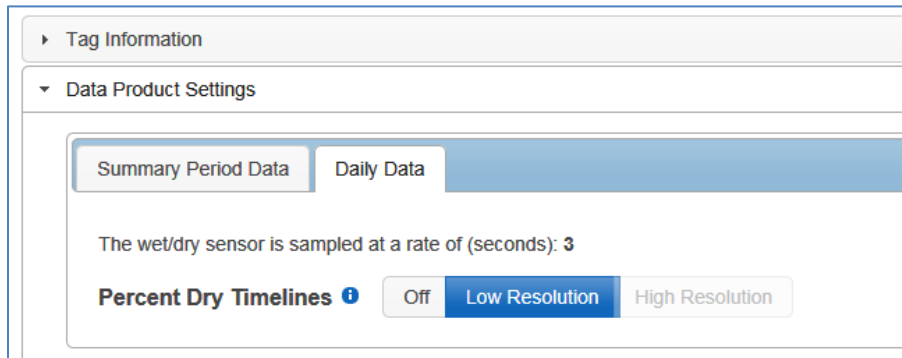 Tag Information
Data Product Settings
Summary Period Data Daily Data
The wet/dry sensor is sampled at a rate of (seconds): 3
Percent Dry Timelines Off Low Resolution High Resolution